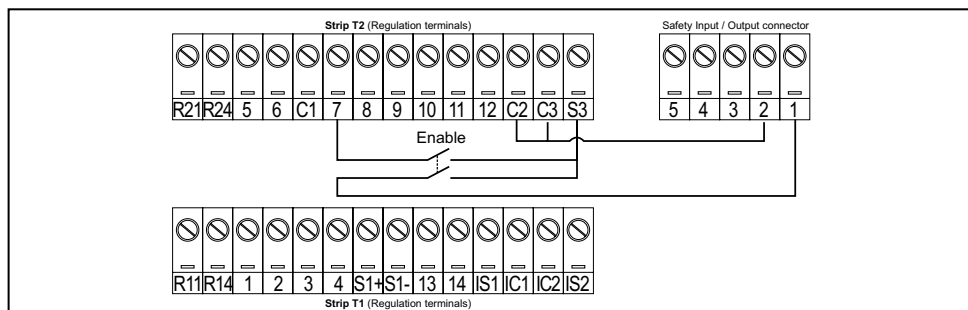 Strip T2 (Regulation terminals)
Safety Input / Output connector
R21 R24 5 6 C1 7 8 9 10 11 12 C2 C3 S3
5 4 3 2 1
Enable
R11 R14 1 2 3 4 S1+ S1- 13 14 IS1 IC1 IC2 IS2
Strip T1 (Regulation terminals)